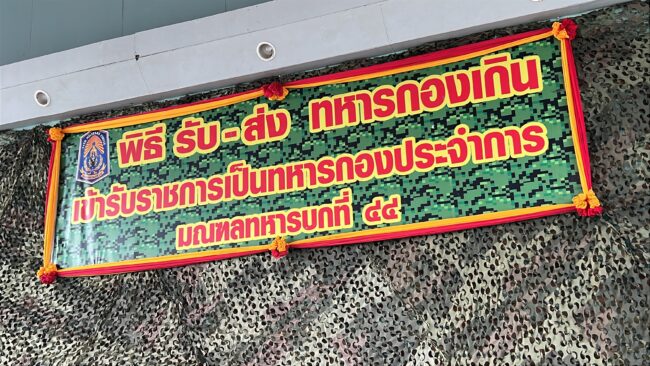 พิธี รับ - ส่ง ทหารกองเกิน
เข้ารับราชการเป็นทหารกองประจำการ
มณฑลทหารบกที่ ๔๔